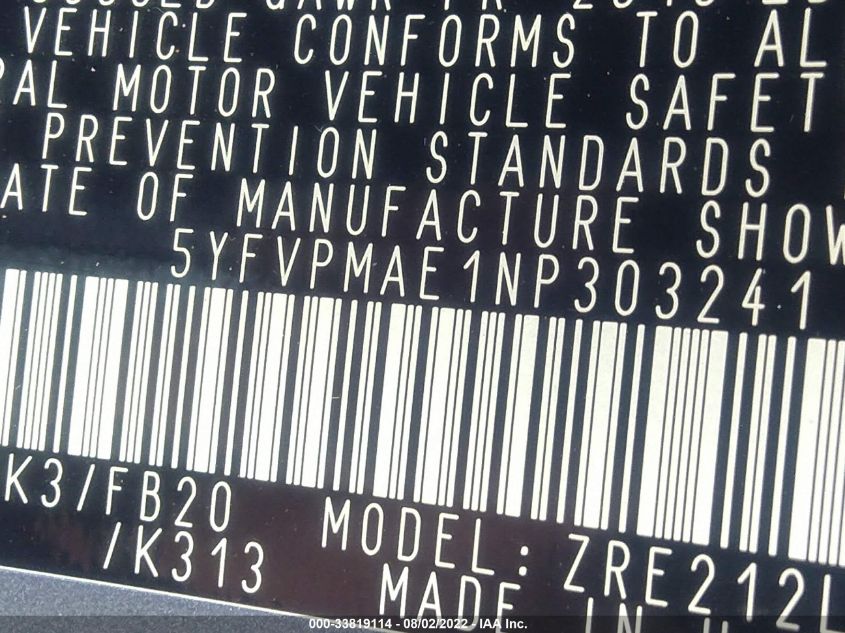 VEHICLE CONFORMS TO AL
RAL MOTOR VEHICLE SAFET
PREVENTION STANDARDS
ATE OF MANUFACTURE SHOW
5YFVPMAE1NP303241
K3/FB20
MODEL: ZRE212L
/K313
MADE IN
000-33819114 - 08/02/2022 - IAA Inc.